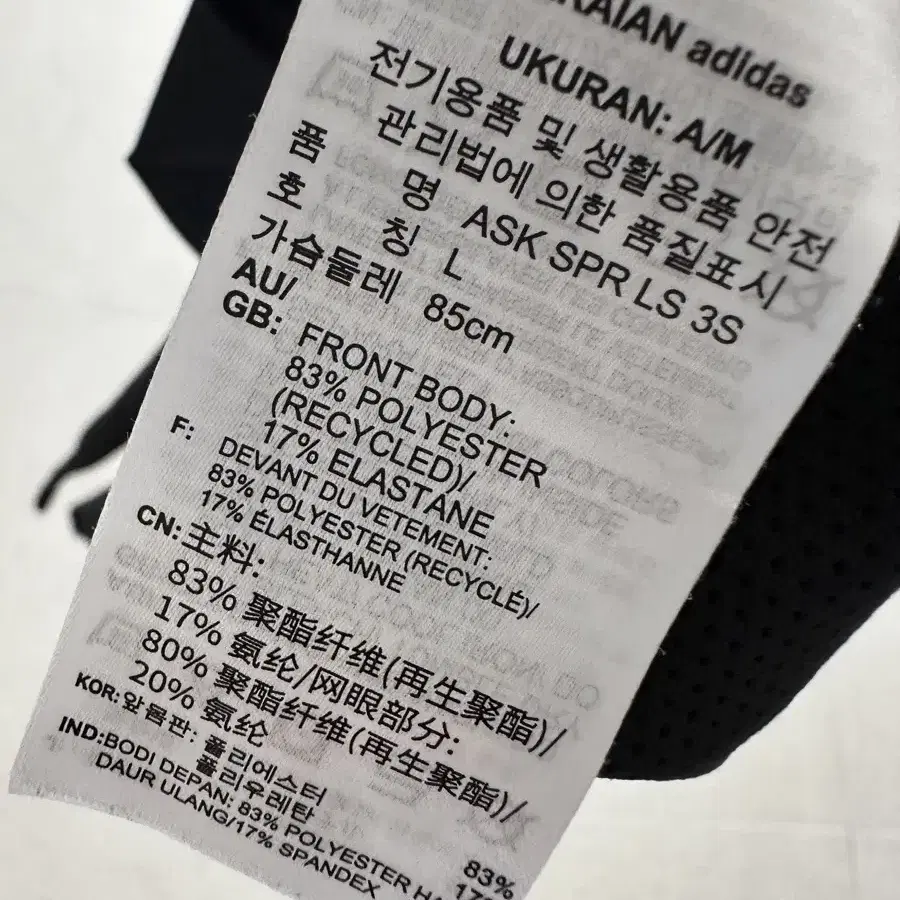 RAIAN adidas
UKURAN: A/M
전기용품 및 생활용품 안전
관리법에 의한 품질표시
품 명 ASK SPR LS 3S
호 칭 L
가슴둘레 85cm
AU/
GB: FRONT BODY:
83% POLYESTER
(RECYCLED)/
17% ELASTANE
F: DEVANT DU VETEMENT:
83% POLYESTER (RECYCLÉ)/
17% ÉLASTHANNE
CN: 主料:
83% 聚酯纤维(再生聚酯)/
17% 氨纶/网眼部分:
80% 聚酯纤维(再生聚酯)/
20% 氨纶
KOR: 앞몸판: 폴리에스터 83%
폴리우레탄 17%
IND: BODI DEPAN: 83% POLYESTER HA
DAUR ULANG/17% SPANDEX